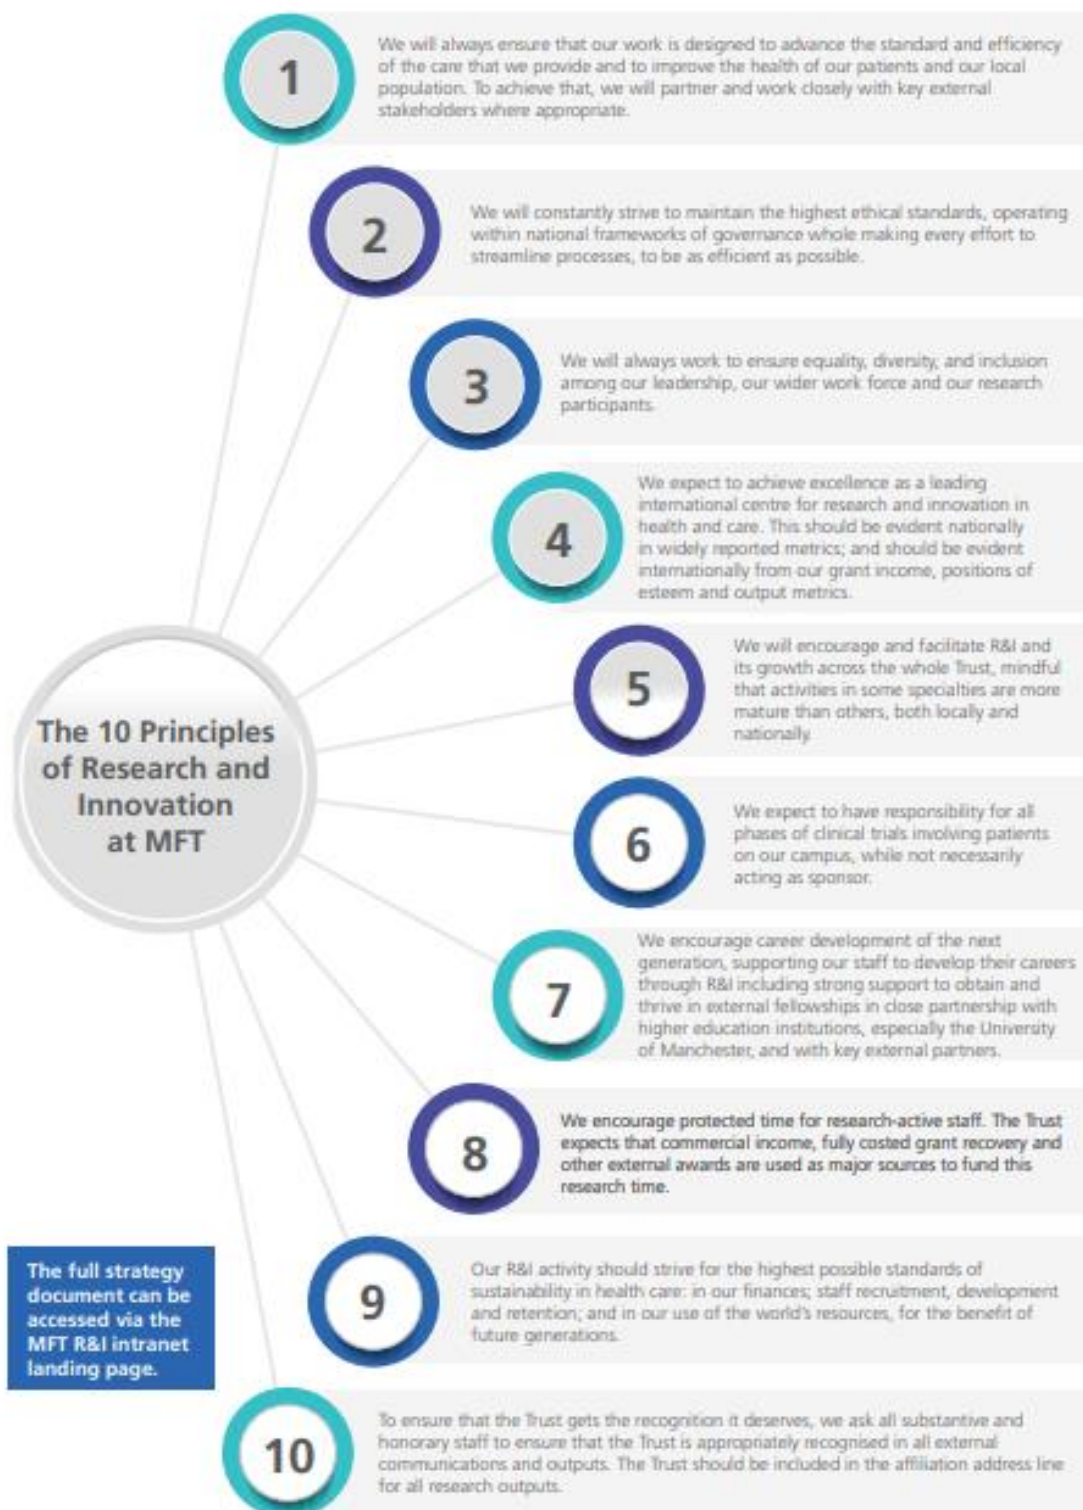 1
We will always ensure that our work is designed to advance the standard and efficiency
of the care that we provide and to improve the health of our patients and our local
population. To achieve that, we will partner and work closely with key external
stakeholders where appropriate.
2
We will constantly strive to maintain the highest ethical standards, operating
within national frameworks of governance whole making every effort to
streamline processes, to be as efficient as possible.
3
We will always work to ensure equality, diversity, and inclusion
among our leadership, our wider work force and our research
participants.
4
We expect to achieve excellence as a leading
international centre for research and innovation in
health and care. This should be evident nationally
in widely reported metrics; and should be evident
internationally from our grant income, positions of
esteem and output metrics.
The 10 Principles
of Research and
Innovation
at MFT
5
We will encourage and facilitate R&I and
its growth across the whole Trust, mindful
that activities in some specialties are more
mature than others, both locally and
nationally.
6
We expect to have responsibility for all
phases of clinical trials involving patients
on our campus, while not necessarily
acting as sponsor.
7
We encourage career development of the next
generation, supporting our staff to develop their careers
through R&I including strong support to obtain and
thrive in external fellowships in close partnership with
higher education institutions, especially the University
of Manchester, and with key external partners.
8
We encourage protected time for research-active staff. The Trust
expects that commercial income, fully costed grant recovery and
other external awards are used as major sources to fund this
research time.
The full strategy
document can be
accessed via the
MFT R&I intranet
landing page.
9
Our R&I activity should strive for the highest possible standards of
sustainability in health care: in our finances; staff recruitment, development
and retention; and in our use of the world's resources, for the benefit of
future generations.
10
To ensure that the Trust gets the recognition it deserves, we ask all substantive and
honorary staff to ensure that the Trust is appropriately recognised in all external
communications and outputs. The Trust should be included in the affiliation address line
for all research outputs.